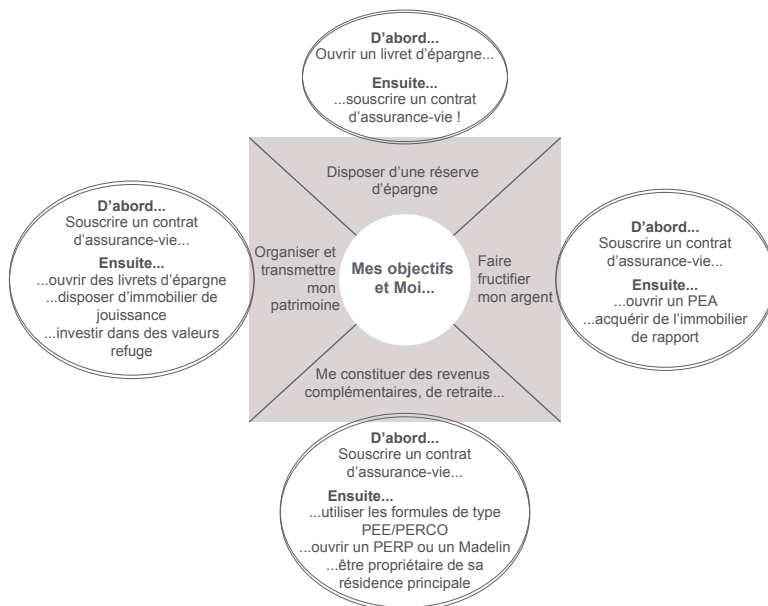 D'abord...
Ouvrir un livret d'épargne...
Ensuite...
...souscrire un contrat
d'assurance-vie !
Disposer d'une réserve
d'épargne
D'abord...
Souscrire un contrat
d'assurance-vie...
Ensuite...
...ouvrir des livrets d'épargne
...disposer d'immobilier de
jouissance
...investir dans des valeurs
refuge
Organiser et
transmettre
mon
patrimoine
Mes objectifs
et Moi...
Faire
fructifier
mon argent
D'abord...
Souscrire un contrat
d'assurance-vie...
Ensuite...
...ouvrir un PEA
...acquérir de l'immobilier
de rapport
Me constituer des revenus
complémentaires, de retraite...
D'abord...
Souscrire un contrat
d'assurance-vie...
Ensuite...
...utiliser les formules de type
PEE/PERCO
...ouvrir un PERP ou un Madelin
...être propriétaire de sa
résidence principale